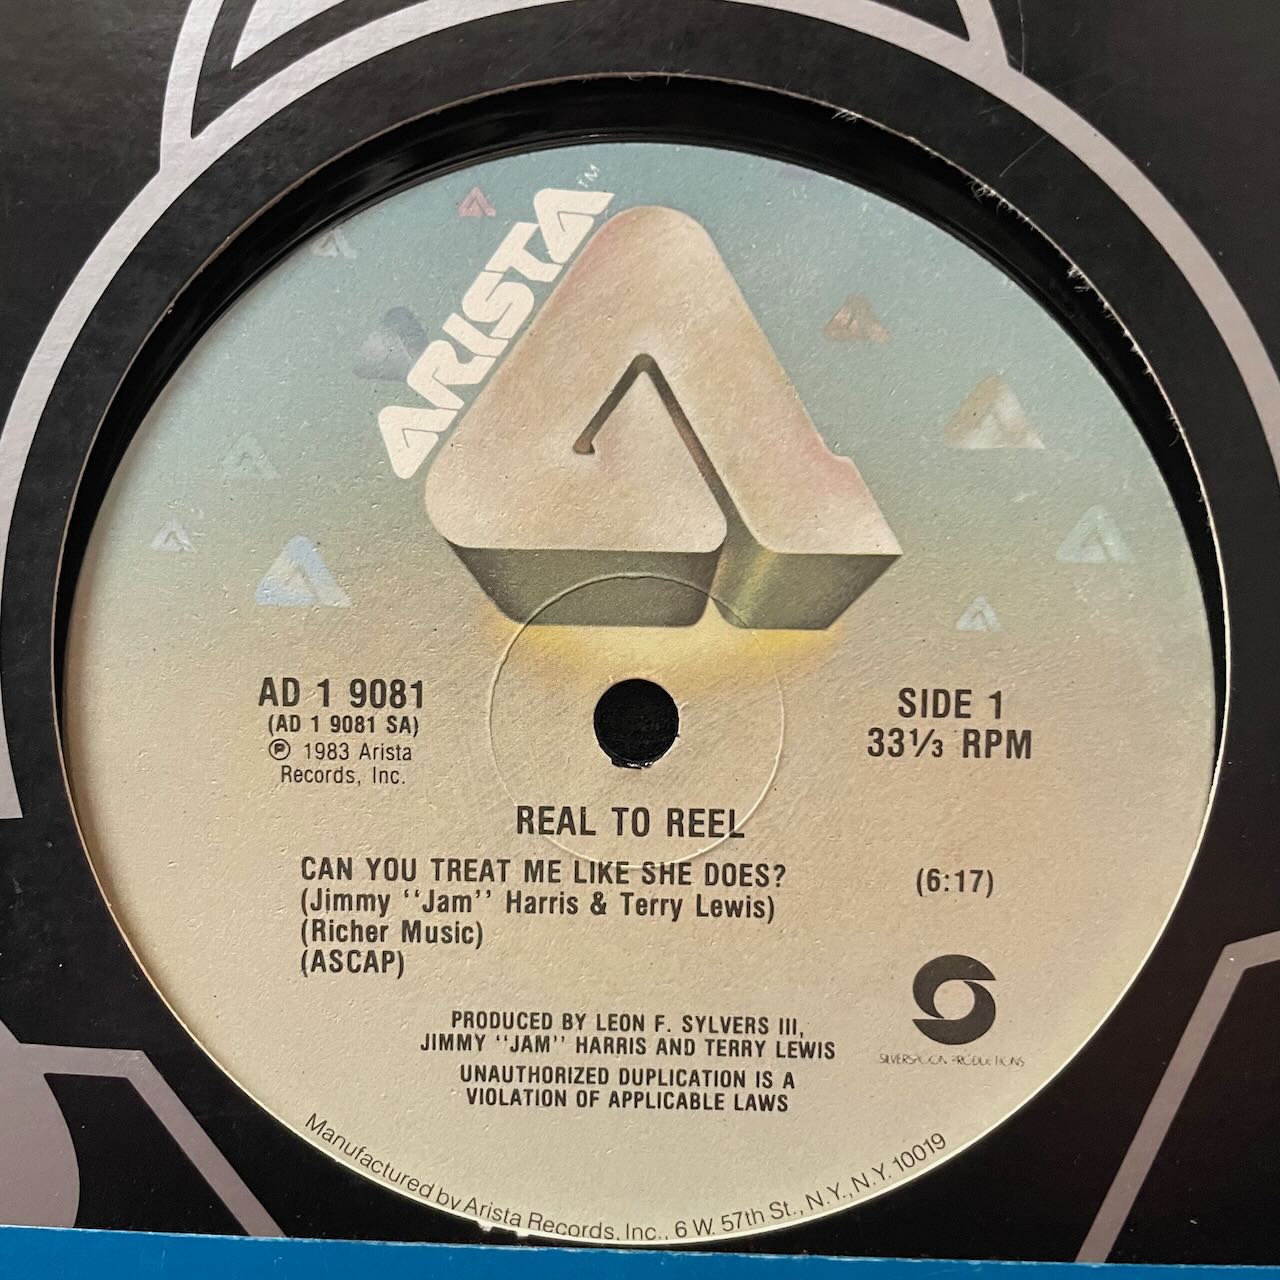 ARISTA™
AD 1 9081
(AD 1 9081 SA)
℗ 1983 Arista
Records, Inc.
SIDE 1
33⅓ RPM
REAL TO REEL
CAN YOU TREAT ME LIKE SHE DOES?
(6:17)
(Jimmy ‘‘Jam’’ Harris & Terry Lewis)
(Richer Music)
(ASCAP)
PRODUCED BY LEON F. SYLVERS III,
JIMMY ‘‘JAM’’ HARRIS AND TERRY LEWIS
SILVERSPOON PRODUCTIONS
UNAUTHORIZED DUPLICATION IS A
VIOLATION OF APPLICABLE LAWS
Manufactured by Arista Records, Inc., 6 W. 57th St., N.Y., N.Y. 10019